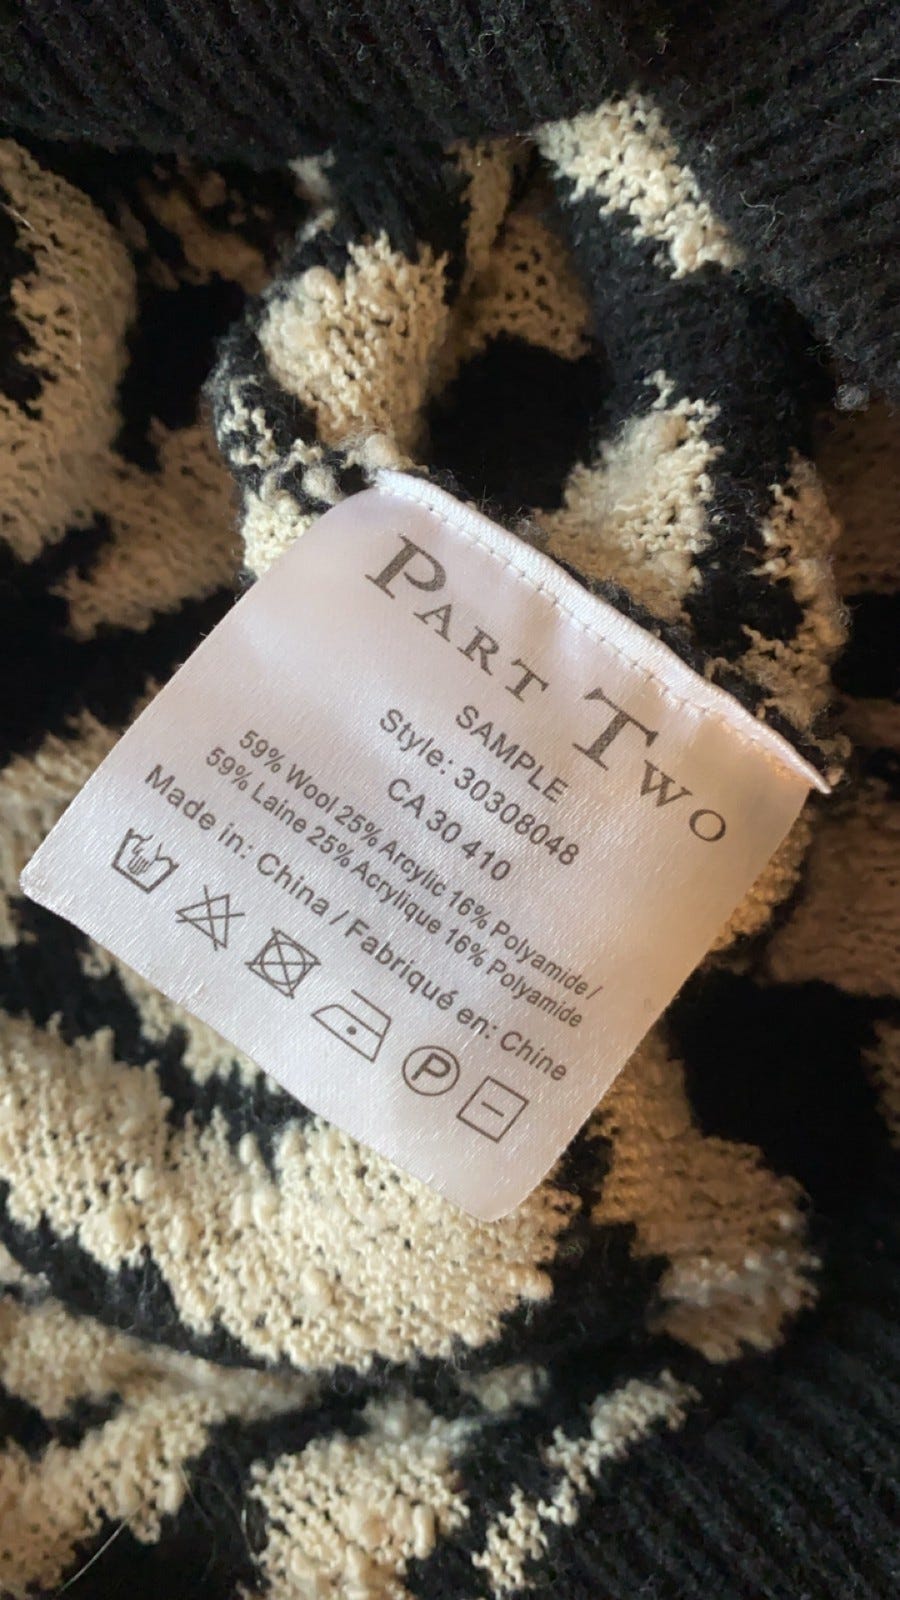 PART TWO
SAMPLE
Style: 30308048
CA 30 410
59% Wool 25% Arcylic 16% Polyamide /
59% Laine 25% Acrylique 16% Polyamide
Made in: China / Fabriqué en: Chine
P